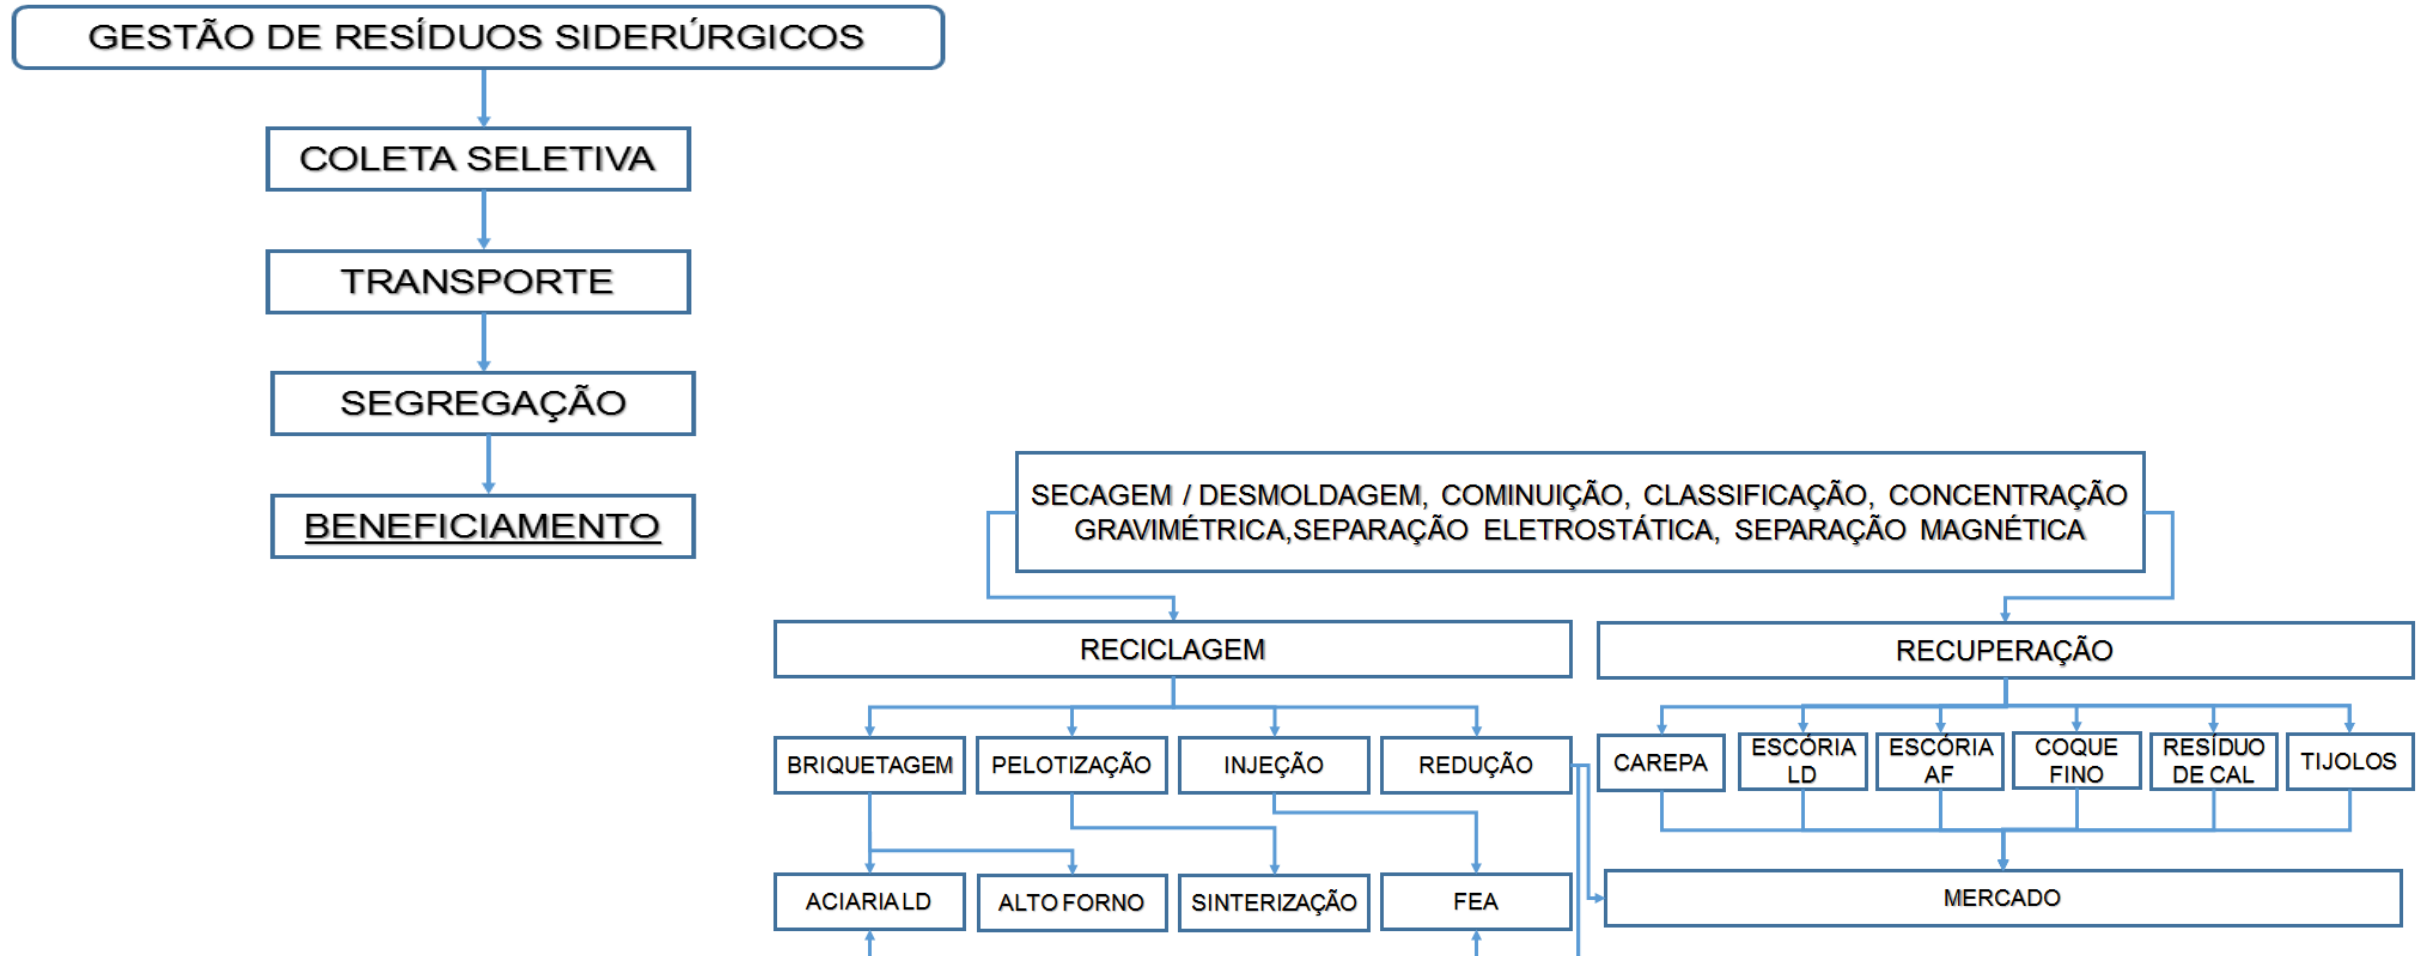 GESTÃO DE RESÍDUOS SIDERÚRGICOS
COLETA SELETIVA
TRANSPORTE
SEGREGAÇÃO
BENEFICIAMENTO
SECAGEM / DESMOLDAGEM, COMINUIÇÃO, CLASSIFICAÇÃO, CONCENTRAÇÃO
GRAVIMÉTRICA,SEPARAÇÃO ELETROSTÁTICA, SEPARAÇÃO MAGNÉTICA
RECICLAGEM
RECUPERAÇÃO
BRIQUETAGEM
PELOTIZAÇÃO
INJEÇÃO
REDUÇÃO
CAREPA
ESCÓRIA
LD
ESCÓRIA
AF
COQUE
FINO
RESÍDUO
DE CAL
TIJOLOS
ACIARIA LD
ALTO FORNO
SINTERIZAÇÃO
FEA
MERCADO